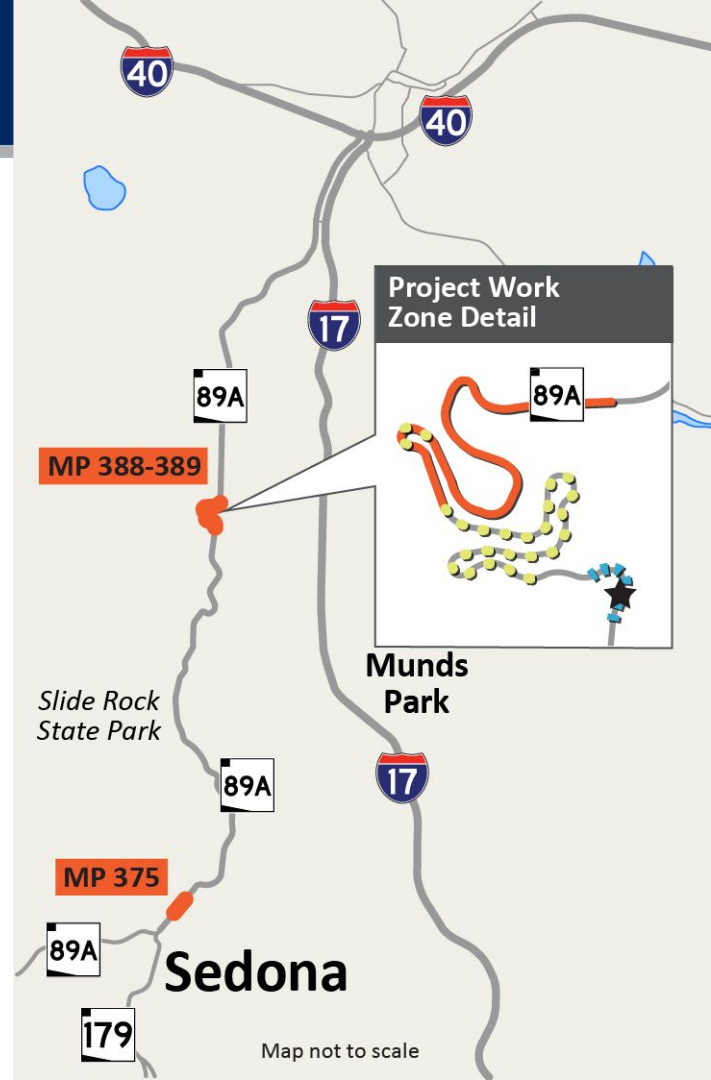 40
40
Project Work
Zone Detail
17
89A
89A
MP 388-389
Munds
Park
Slide Rock
State Park
17
89A
MP 375
89A
Sedona
179
Map not to scale